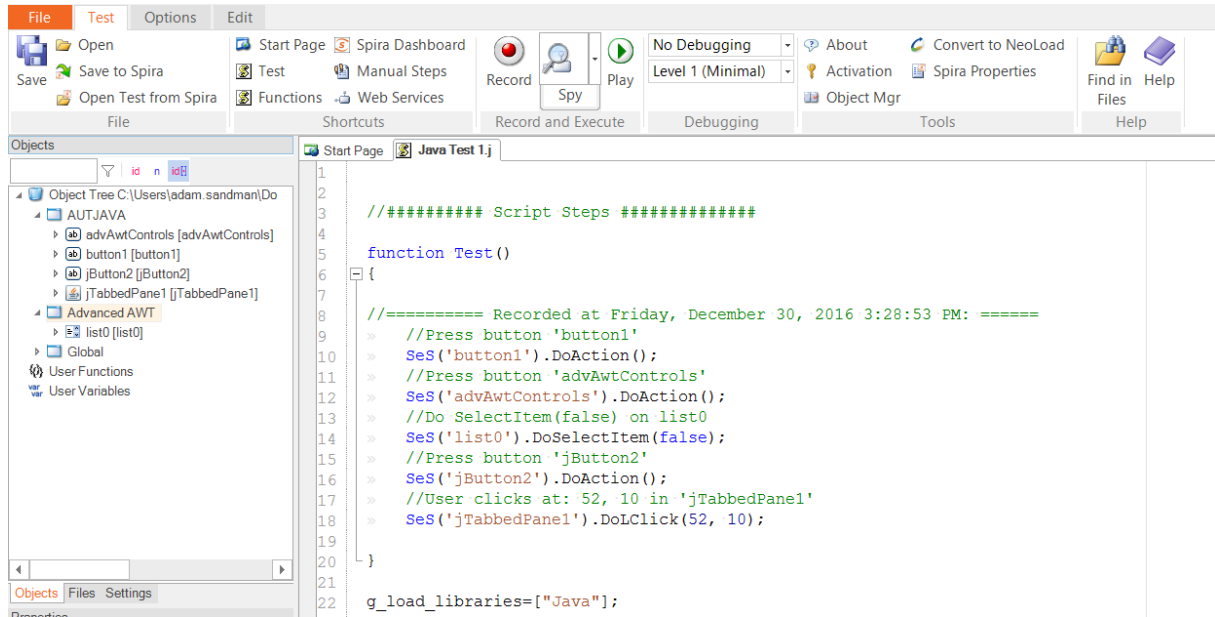 File Test Options Edit
Open Start Page Spira Dashboard No Debugging About Convert to NeoLoad
Save Save to Spira Test Manual Steps Record Spy Play Level 1 (Minimal) Activation Spira Properties Find in Files Help
Open Test from Spira Functions Web Services Object Mgr
File Shortcuts Record and Execute Debugging Tools Help
Objects
Start Page Java Test 1.j
id n id
Object Tree C:\Users\adam.sandman\Do
AUTJAVA
ab advAwtControls [advAwtControls]
ab button1 [button1]
ab jButton2 [jButton2]
jTabbedPane1 [jTabbedPane1]
Advanced AWT
list0 [list0]
Global
User Functions
var var User Variables
Objects Files Settings
Properties
1
2
3 //########## Script Steps ##############
4
5 function Test()
6 {
7
8 //========== Recorded at Friday, December 30, 2016 3:28:53 PM: ======
9 » //Press button 'button1'
10 » SeS('button1').DoAction();
11 » //Press button 'advAwtControls'
12 » SeS('advAwtControls').DoAction();
13 » //Do SelectItem(false) on list0
14 » SeS('list0').DoSelectItem(false);
15 » //Press button 'jButton2'
16 » SeS('jButton2').DoAction();
17 » //User clicks at: 52, 10 in 'jTabbedPane1'
18 » SeS('jTabbedPane1').DoLClick(52, 10);
19
20 }
21
22 g_load_libraries=["Java"];